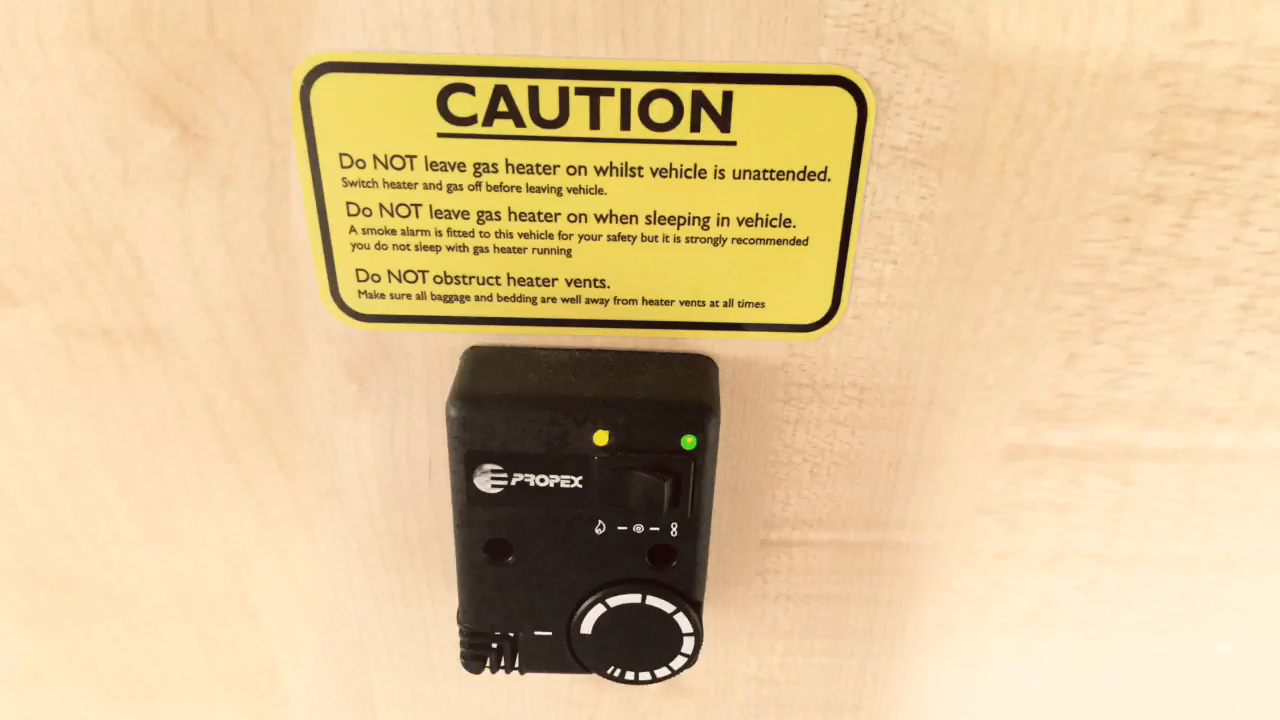 CAUTION
Do NOT leave gas heater on whilst vehicle is unattended.
Switch heater and gas off before leaving vehicle.
Do NOT leave gas heater on when sleeping in vehicle.
A smoke alarm is fitted to this vehicle for your safety but it is strongly recommended
you do not sleep with gas heater running
Do NOT obstruct heater vents.
Make sure all baggage and bedding are well away from heater vents at all times
PROPEX